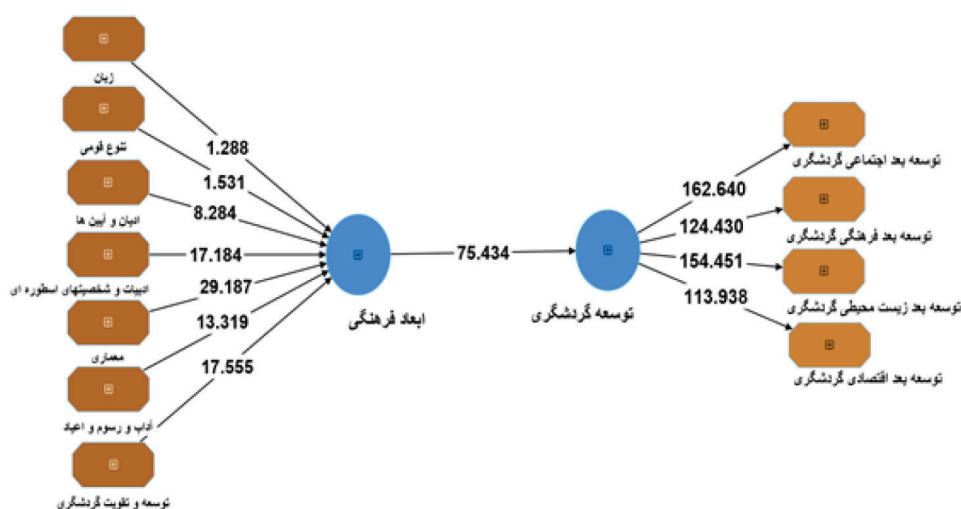 زبان
1.288
تنوع قومی
1.531
ادیان و آیین ها
8.284
ادبیات و شخصیتهای اسطوره ای
17.184
معماری
29.187
آداب و رسوم و اعیاد
13.319
توسعه و تقویت گردشگری
17.555
ابعاد فرهنگی
75.434
توسعه گردشگری
162.640
توسعه بعد اجتماعی گردشگری
124.430
توسعه بعد فرهنگی گردشگری
154.451
توسعه بعد زیست محیطی گردشگری
113.938
توسعه بعد اقتصادی گردشگری